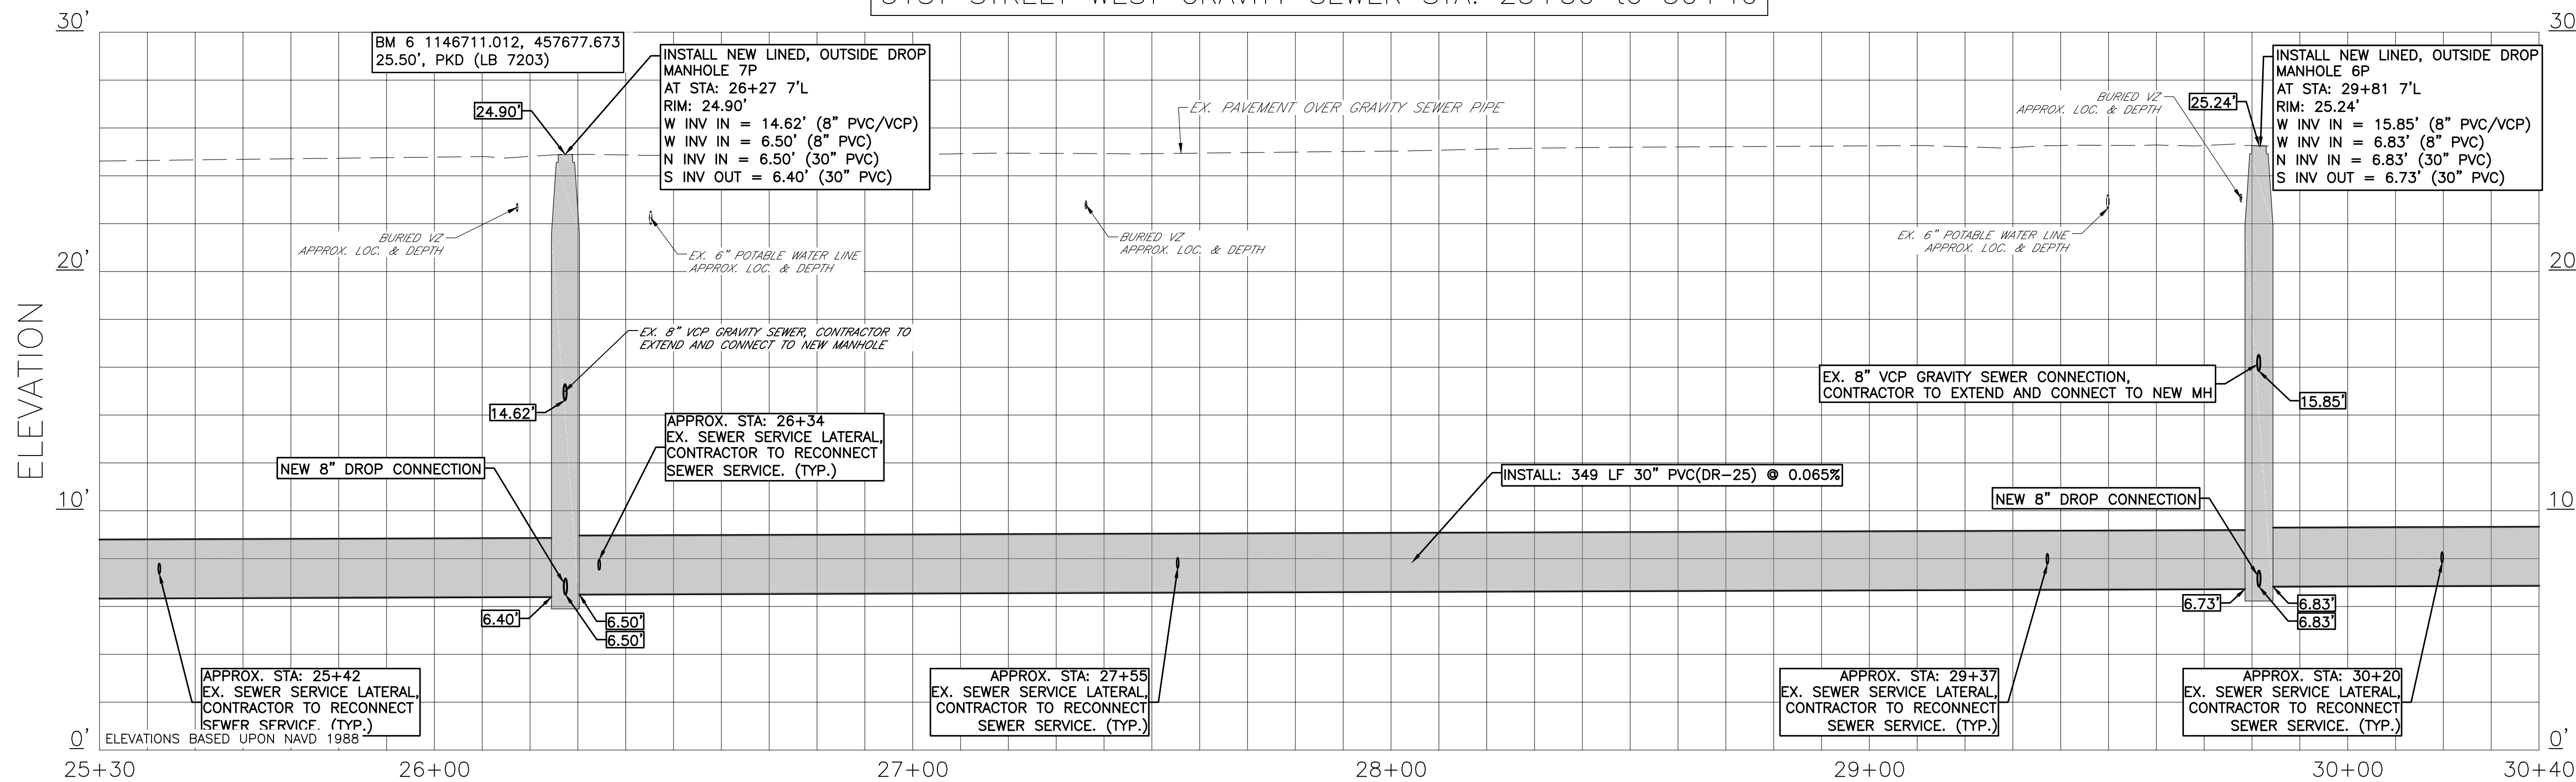 30'
30
BM 6 1146711.012, 457677.673
25.50', PKD (LB 7203)
24.90'
INSTALL NEW LINED, OUTSIDE DROP
MANHOLE 7P
AT STA: 26+27 7'L
RIM: 24.90'
W INV IN = 14.62' (8" PVC/VCP)
W INV IN = 6.50' (8" PVC)
N INV IN = 6.50' (30" PVC)
S INV OUT = 6.40' (30" PVC)
EX. PAVEMENT OVER GRAVITY SEWER PIPE
BURIED VZ
APPROX. LOC. & DEPTH
25.24'
INSTALL NEW LINED, OUTSIDE DROP
MANHOLE 6P
AT STA: 29+81 7'L
RIM: 25.24'
W INV IN = 15.85' (8" PVC/VCP)
W INV IN = 6.83' (8" PVC)
N INV IN = 6.83' (30" PVC)
S INV OUT = 6.73' (30" PVC)
BURIED VZ
APPROX. LOC. & DEPTH
EX. 6" POTABLE WATER LINE
APPROX. LOC. & DEPTH
BURIED VZ
APPROX. LOC. & DEPTH
EX. 6" POTABLE WATER LINE
APPROX. LOC. & DEPTH
20'
20
ELEVATION
EX. 8" VCP GRAVITY SEWER, CONTRACTOR TO
EXTEND AND CONNECT TO NEW MANHOLE
14.62'
EX. 8" VCP GRAVITY SEWER CONNECTION,
CONTRACTOR TO EXTEND AND CONNECT TO NEW MH
15.85'
APPROX. STA: 26+34
EX. SEWER SERVICE LATERAL,
CONTRACTOR TO RECONNECT
SEWER SERVICE. (TYP.)
NEW 8" DROP CONNECTION
INSTALL: 349 LF 30" PVC(DR-25) @ 0.065%
NEW 8" DROP CONNECTION
10'
10
6.40'
6.50'
6.50'
6.73'
6.83'
6.83'
APPROX. STA: 25+42
EX. SEWER SERVICE LATERAL,
CONTRACTOR TO RECONNECT
SEWER SERVICE. (TYP.)
APPROX. STA: 27+55
EX. SEWER SERVICE LATERAL,
CONTRACTOR TO RECONNECT
SEWER SERVICE. (TYP.)
APPROX. STA: 29+37
EX. SEWER SERVICE LATERAL,
CONTRACTOR TO RECONNECT
SEWER SERVICE. (TYP.)
APPROX. STA: 30+20
EX. SEWER SERVICE LATERAL,
CONTRACTOR TO RECONNECT
SEWER SERVICE. (TYP.)
0'
ELEVATIONS BASED UPON NAVD 1988
0'
25+30
26+00
27+00
28+00
29+00
30+00
30+40